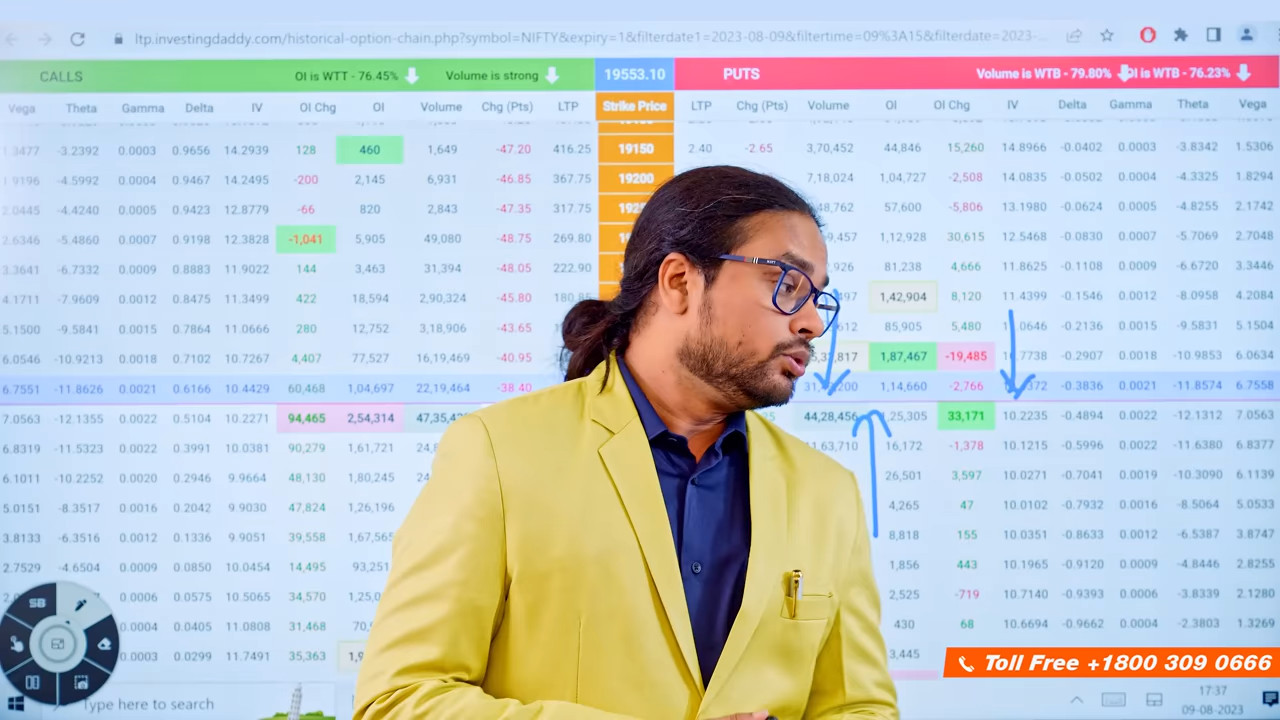 ltp.investingdaddy.com/historical-option-chain.php?symbol=NIFTY&expiry=1&filterdate1=2023-08-09&filtertime=09%3A15&filterdate=2023-...
CALLS OI is WTT - 76.45% Volume is strong 19553.10 PUTS Volume is WTB - 79.80% OI is WTB - 76.23%
Vega Theta Gamma Delta IV OI Chg OI Volume Chg (Pts) LTP Strike Price LTP Chg (Pts) Volume OI OI Chg IV Delta Gamma Theta Vega
1.3477 -3.2392 0.0003 0.9656 14.2939 128 460 1,649 -47.20 416.25 19150 2.40 -2.65 3,70,452 44,846 15,260 14.8966 -0.0402 0.0003 -3.8342 1.5306
1.9196 -4.5992 0.0004 0.9467 14.2495 -200 2,145 6,931 -46.85 367.75 19200 7,18,024 1,04,727 -2,508 14.0835 -0.0502 0.0004 -4.3325 1.8294
2.0445 -4.4240 0.0005 0.9423 12.8779 -66 820 2,843 -47.35 317.75 57,600 -5,806 13.1980 -0.0624 0.0005 -4.8255 2.1742
2.6346 -5.4860 0.0007 0.9198 12.3828 -1,041 5,905 49,080 -48.75 269.80 1,12,928 30,615 12.5468 -0.0830 0.0007 -5.7069 2.7048
3.3641 -6.7332 0.0009 0.8883 11.9022 144 3,463 31,394 -48.05 222.90 81,238 4,666 11.8625 -0.1108 0.0009 -6.6720 3.3446
4.1711 -7.9609 0.0012 0.8475 11.3499 422 18,594 2,90,324 -45.80 1,42,904 8,120 11.4399 -0.1546 0.0012 -8.0958 4.2084
5.1500 -9.5841 0.0015 0.7864 11.0666 280 12,752 3,18,906 -43.65 85,905 5,480 -0.2136 0.0015 -9.5831 5.1504
6.0546 -10.9213 0.0018 0.7102 10.7267 4,407 77,527 16,19,469 -40.95 1,87,467 -19,485 -0.2907 0.0018 -10.9853 6.0634
6.7551 -11.8626 0.0021 0.6166 10.4429 60,468 1,04,697 22,19,464 -38.40 1,14,660 -2,766 -0.3836 0.0021 -11.8574 6.7558
7.0563 -12.1355 0.0022 0.5104 10.2271 94,465 2,54,314 44,28,456 33,171 10.2235 -0.4894 0.0022 -12.1312 7.0563
6.8319 -11.5323 0.0022 0.3991 10.0381 90,279 1,61,721 16,172 -1,378 10.1215 -0.5996 0.0022 -11.6380 6.8377
6.1011 -10.2252 0.0020 0.2946 9.9664 48,130 1,80,245 26,501 3,597 10.0271 -0.7041 0.0019 -10.3090 6.1139
5.0151 -8.3517 0.0016 0.2042 9.9030 47,824 1,26,196 4,265 47 10.0102 -0.7932 0.0016 -8.5064 5.0533
3.8133 -6.3516 0.0012 0.1336 9.9051 39,558 8,818 155 10.0351 -0.8633 0.0012 -6.5387 3.8747
2.7529 -4.6504 0.0009 0.0850 10.0454 14,495 93,251 1,856 443 10.1965 -0.9120 0.0009 -4.8446 2.8255
0.0006 0.0575 10.5065 34,570 2,525 -719 10.7140 -0.9393 0.0006 -3.8339 2.1280
0.0004 0.0405 11.0808 31,468 430 68 10.6694 -0.9662 0.0004 -2.3803 1.3269
0.0003 0.0299 11.7491 35,363 3,445
SB
Toll Free +1800 309 0666
Type here to search
17:37
09-08-2023